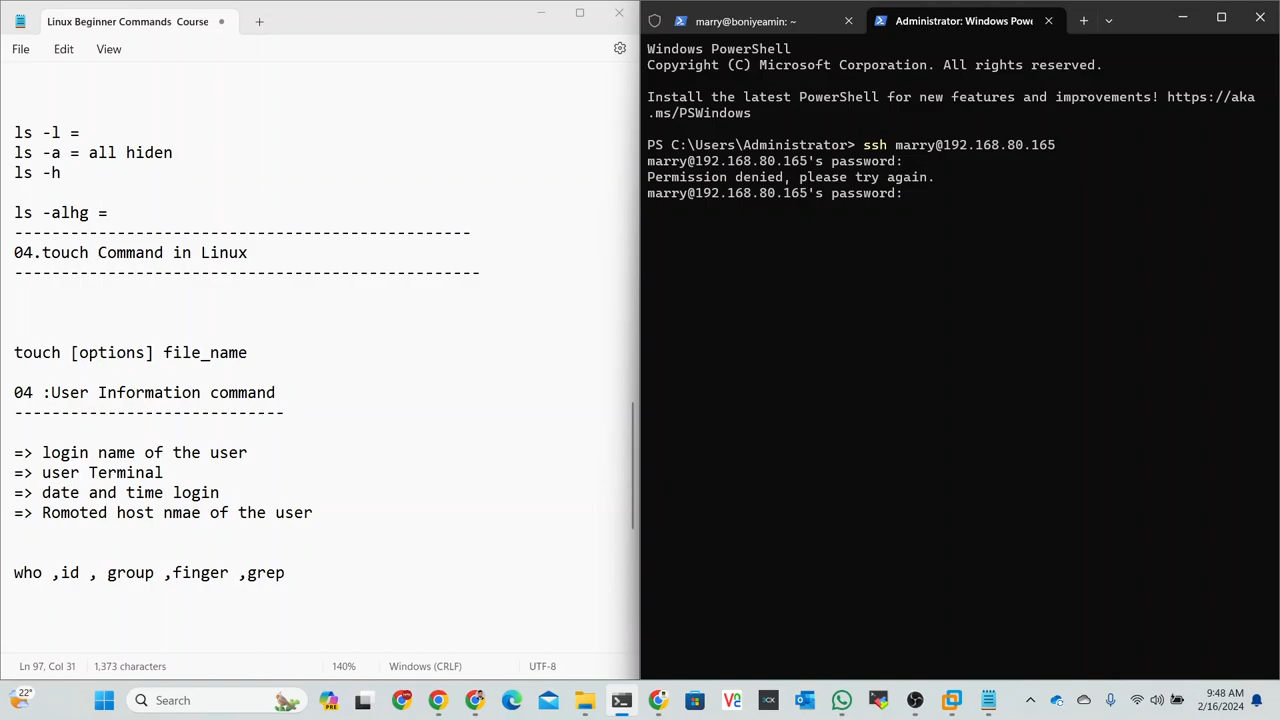 Linux Beginner Commands Course
File
Edit
View
ls -l =
ls -a = all hiden
ls -h
ls -alhg =
-------------------------------------------------
04.touch Command in Linux
--------------------------------------------------
touch [options] file_name
04 :User Information command
-----------------------------
=> login name of the user
=> user Terminal
=> date and time login
=> Romoted host nmae of the user
who ,id , group ,finger ,grep
Ln 97, Col 31
1,373 characters
140%
Windows (CRLF)
UTF-8
marry@boniyeamin: ~
Administrator: Windows Pow
Windows PowerShell
Copyright (C) Microsoft Corporation. All rights reserved.
Install the latest PowerShell for new features and improvements! https://aka
.ms/PSWindows
PS C:\Users\Administrator> ssh marry@192.168.80.165
marry@192.168.80.165's password:
Permission denied, please try again.
marry@192.168.80.165's password:
22°
Search
PRE
9:48 AM
2/16/2024